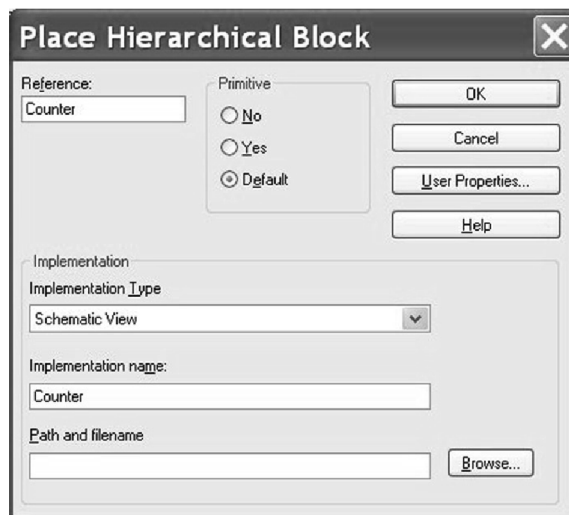 Place Hierarchical Block
Reference:
Counter
Primitive
No
Yes
Default
OK
Cancel
User Properties...
Help
Implementation
Implementation Type
Schematic View
Implementation name:
Counter
Path and filename
Browse...